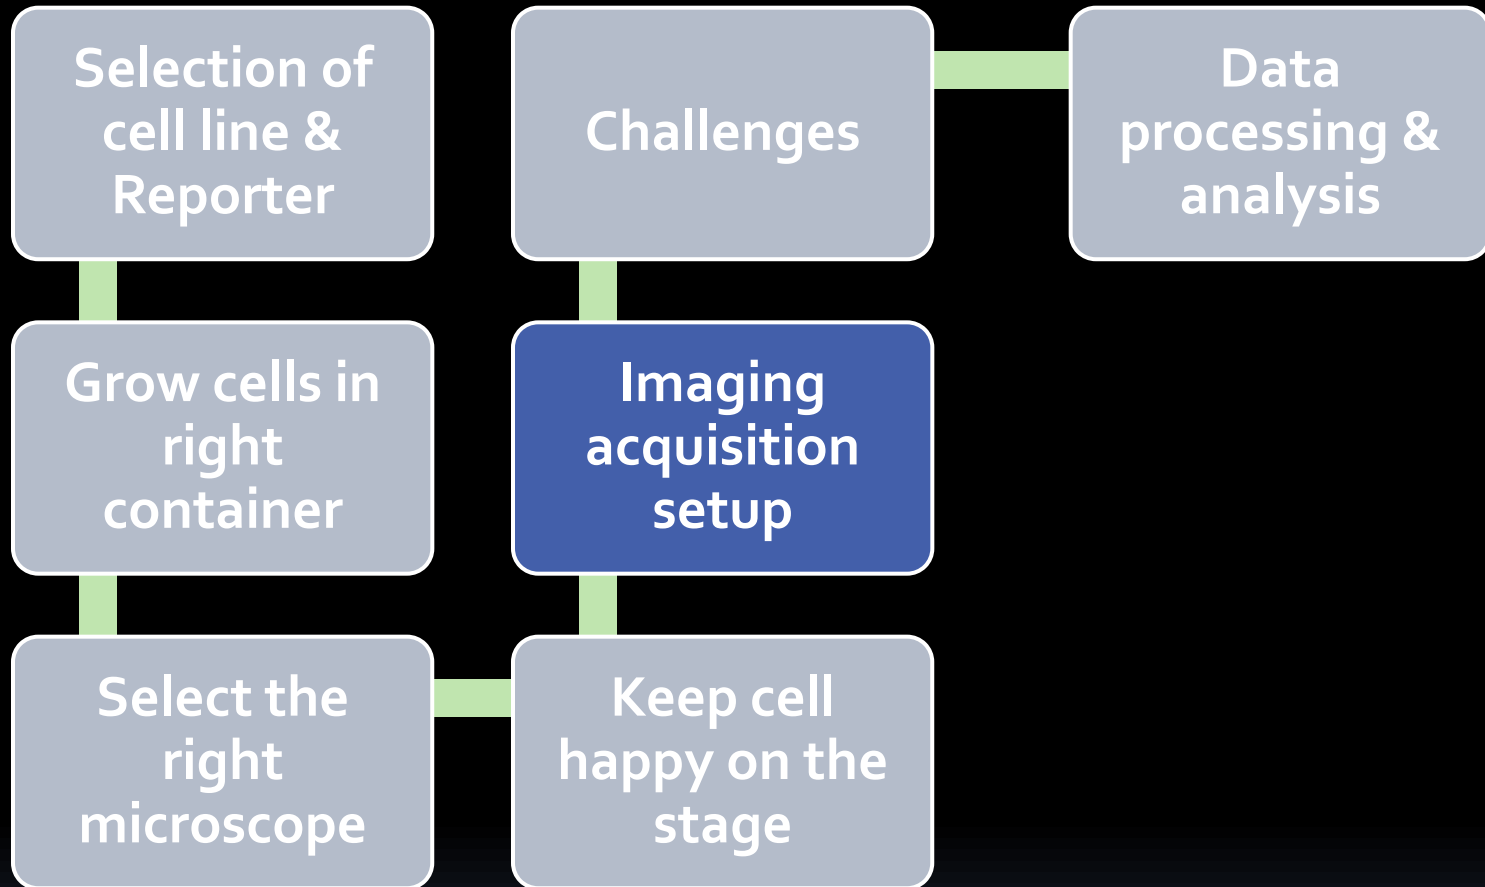 Selection of
cell line &
Reporter
Grow cells in
right
container
Select the
right
microscope
Keep cell
happy on the
stage
Imaging
acquisition
setup
Challenges
Data
processing &
analysis